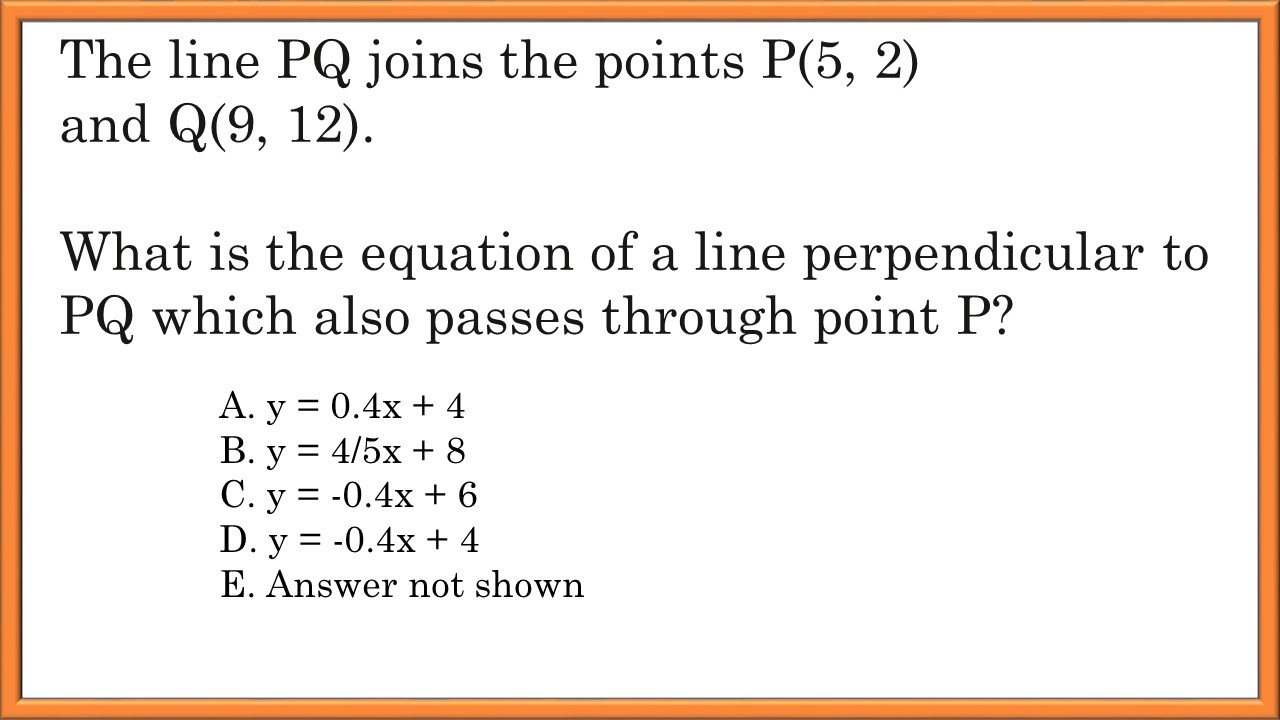 The line PQ joins the points P(5, 2)
and Q(9, 12).
What is the equation of a line perpendicular to
PQ which also passes through point P?
A. y = 0.4x + 4
B. y = 4/5x + 8
C. y = -0.4x + 6
D. y = -0.4x + 4
E. Answer not shown